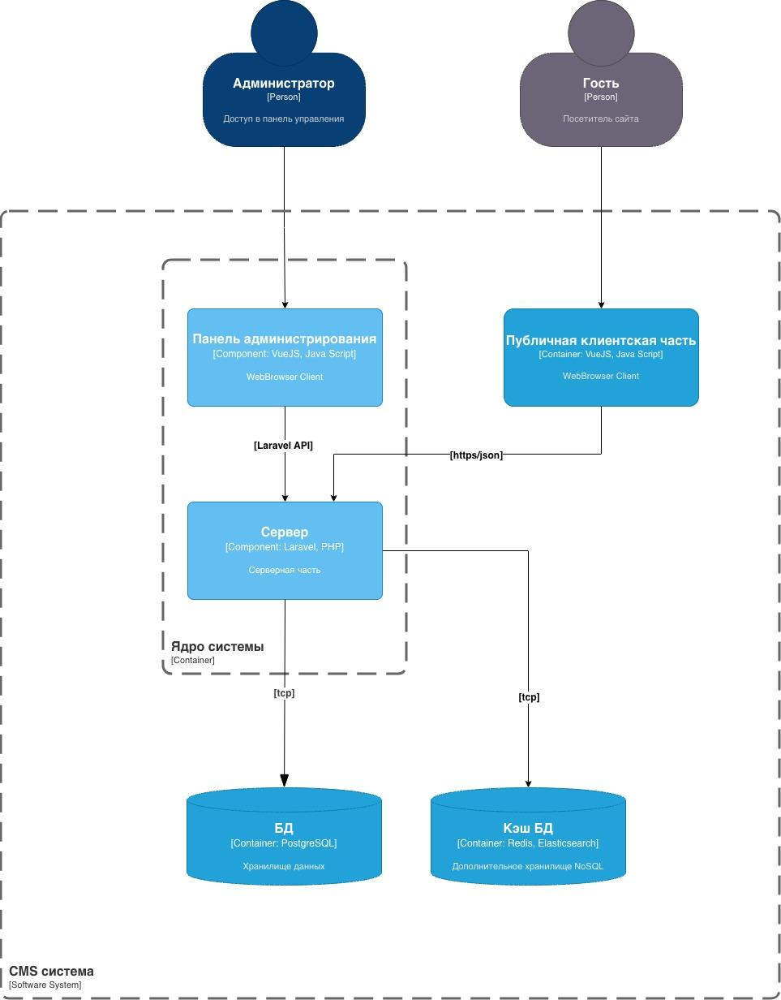 Администратор
[Person]
Доступ в панель управления
Гость
[Person]
Посетитель сайта
Панель администрирования
[Component: VueJS, Java Script]
WebBrowser Client
Публичная клиентская часть
[Container: VueJS, Java Script]
WebBrowser Client
[Laravel API]
[https/json]
Сервер
[Component: Laravel, PHP]
Серверная часть
Ядро системы
[Container]
[tcp]
[tcp]
БД
[Container: PostgreSQL]
Хранилище данных
Кэш БД
[Container: Redis, Elasticsearch]
Дополнительное хранилище NoSQL
CMS система
[Software System]